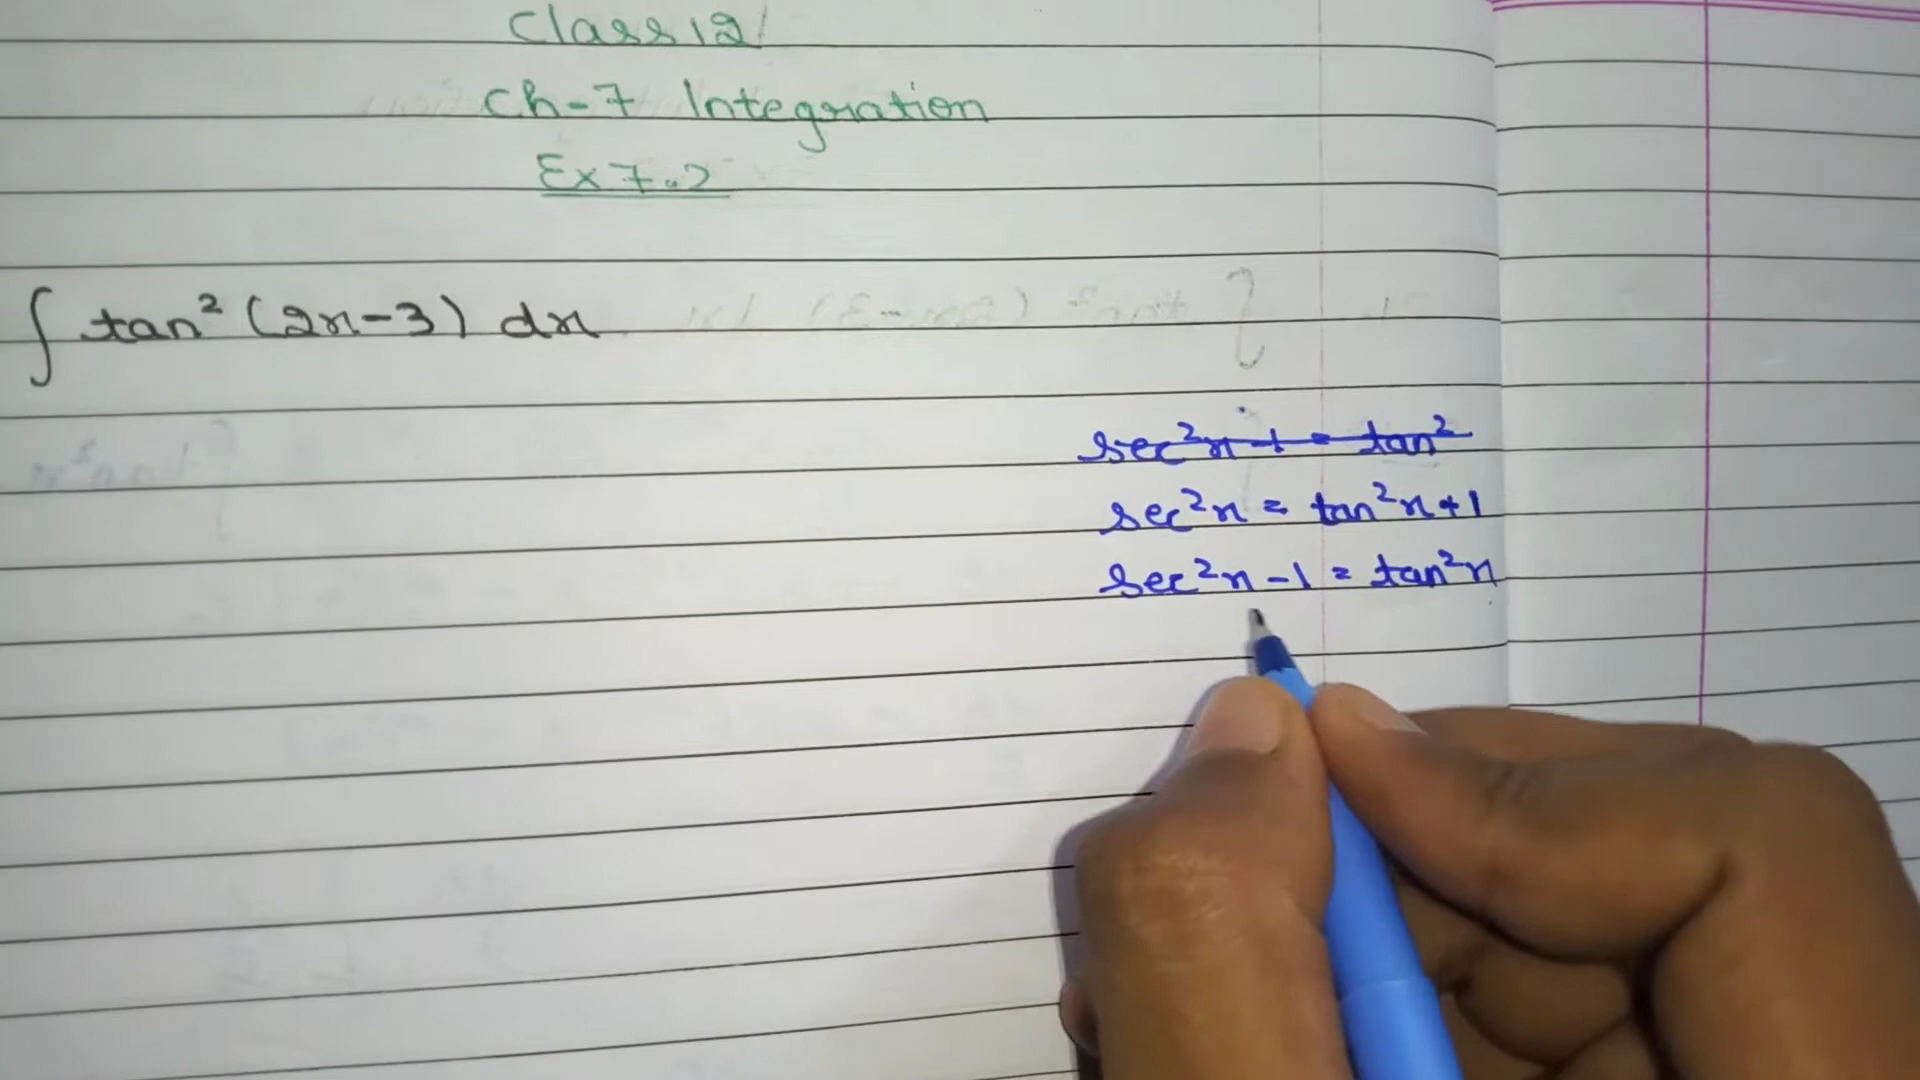 Class 12
Ch-7 Integration
Ex 7.2
∫ tan² (2x-3) dx
sec²x-1 = tan²
sec²x = tan²x+1
sec²x-1 = tan²x